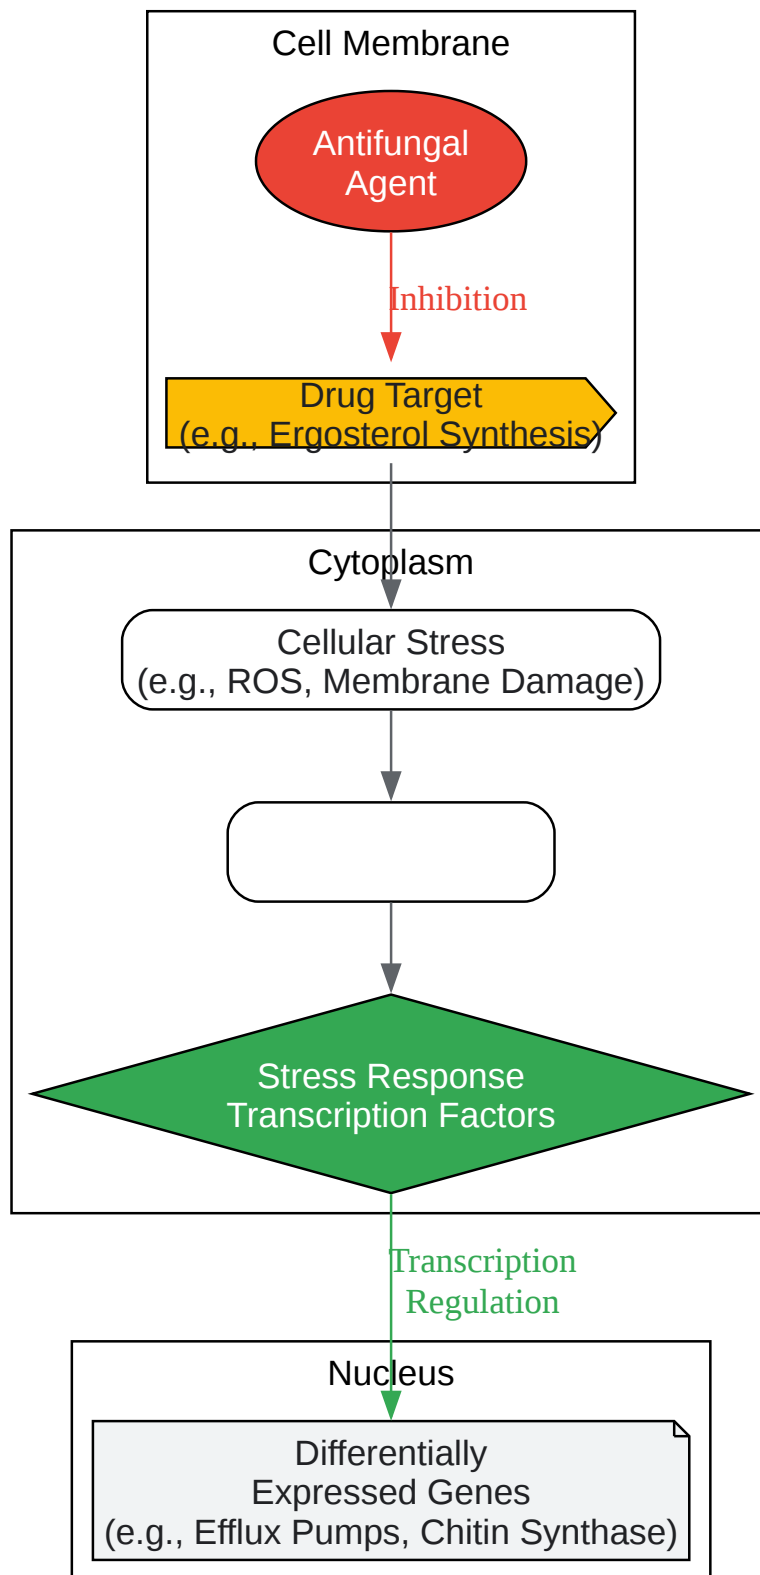 Cell Membrane
Antifungal
Agent
Inhibition
Drug Target
(e.g., Ergosterol Synthesis)
Cytoplasm
Cellular Stress
(e.g., ROS, Membrane Damage)
Stress Response
Transcription Factors
Transcription
Regulation
Nucleus
Differentially
Expressed Genes
(e.g., Efflux Pumps, Chitin Synthase)